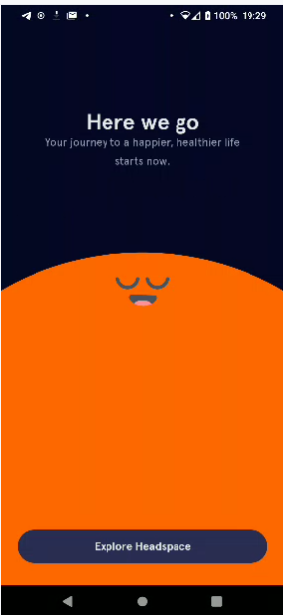 100% 19:29
Here we go
Your journey to a happier, healthier life
starts now.
Explore Headspace